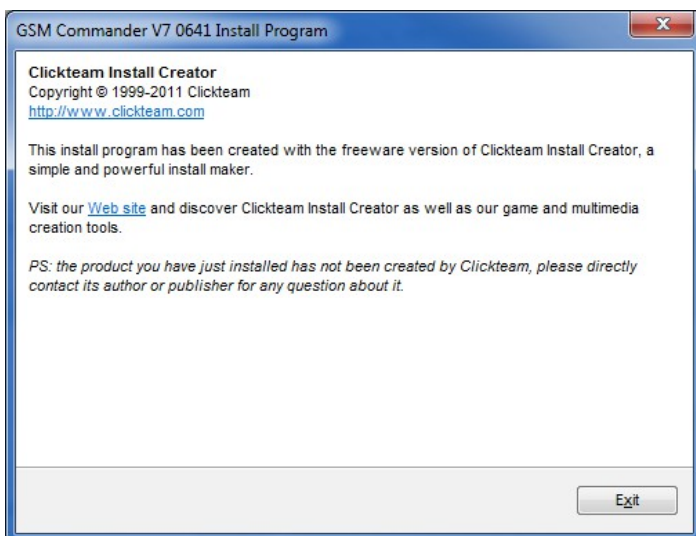 GSM Commander V7 0641 Install Program
Clickteam Install Creator
Copyright © 1999-2011 Clickteam
http://www.clickteam.com
This install program has been created with the freeware version of Clickteam Install Creator, a
simple and powerful install maker.
Visit our Web site and discover Clickteam Install Creator as well as our game and multimedia
creation tools.
PS: the product you have just installed has not been created by Clickteam, please directly
contact its author or publisher for any question about it.
Exit